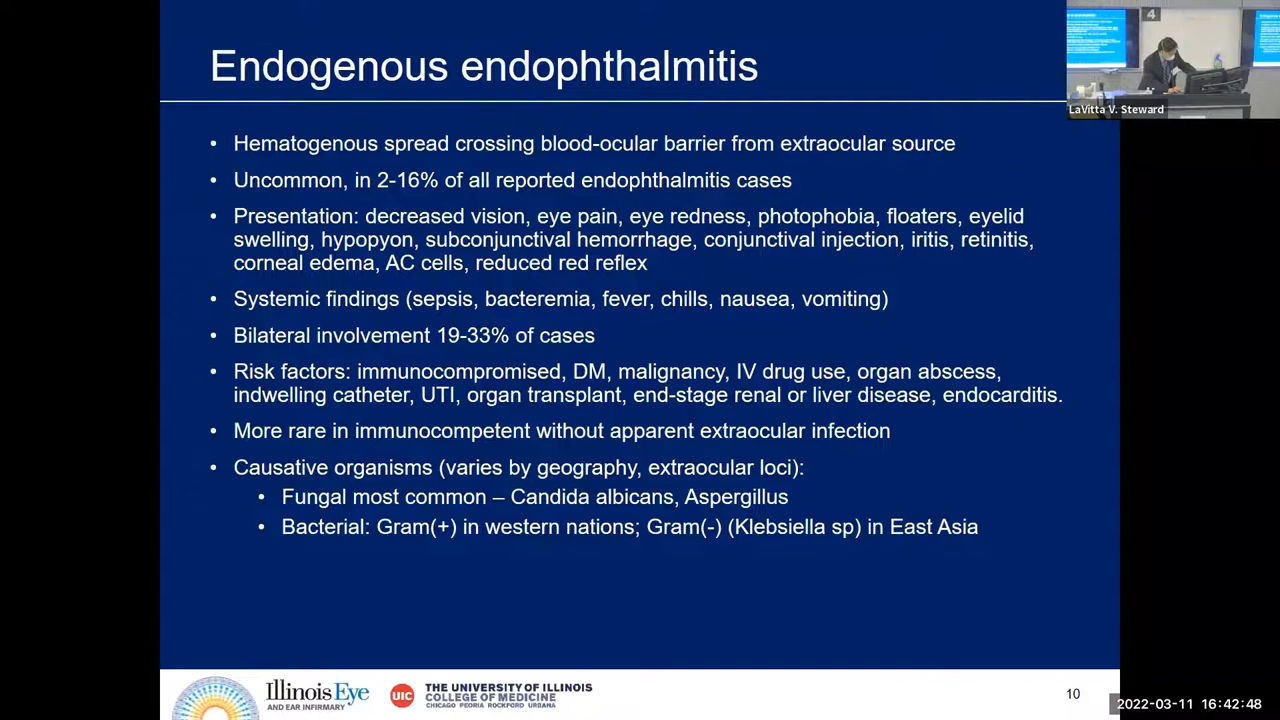 Endogenous endophthalmitis
4
LaVitta V. Steward
• Hematogenous spread crossing blood-ocular barrier from extraocular source
• Uncommon, in 2-16% of all reported endophthalmitis cases
• Presentation: decreased vision, eye pain, eye redness, photophobia, floaters, eyelid
swelling, hypopyon, subconjunctival hemorrhage, conjunctival injection, iritis, retinitis,
corneal edema, AC cells, reduced red reflex
• Systemic findings (sepsis, bacteremia, fever, chills, nausea, vomiting)
• Bilateral involvement 19-33% of cases
• Risk factors: immunocompromised, DM, malignancy, IV drug use, organ abscess,
indwelling catheter, UTI, organ transplant, end-stage renal or liver disease, endocarditis.
• More rare in immunocompetent without apparent extraocular infection
• Causative organisms (varies by geography, extraocular loci):
• Fungal most common – Candida albicans, Aspergillus
• Bacterial: Gram(+) in western nations; Gram(-) (Klebsiella sp) in East Asia
Illinois Eye
AND EAR INFIRMARY
UIC
THE UNIVERSITY OF ILLINOIS
COLLEGE OF MEDICINE
CHICAGO PEORIA ROCKFORD URBANA
10
2022-03-11 16:42:48